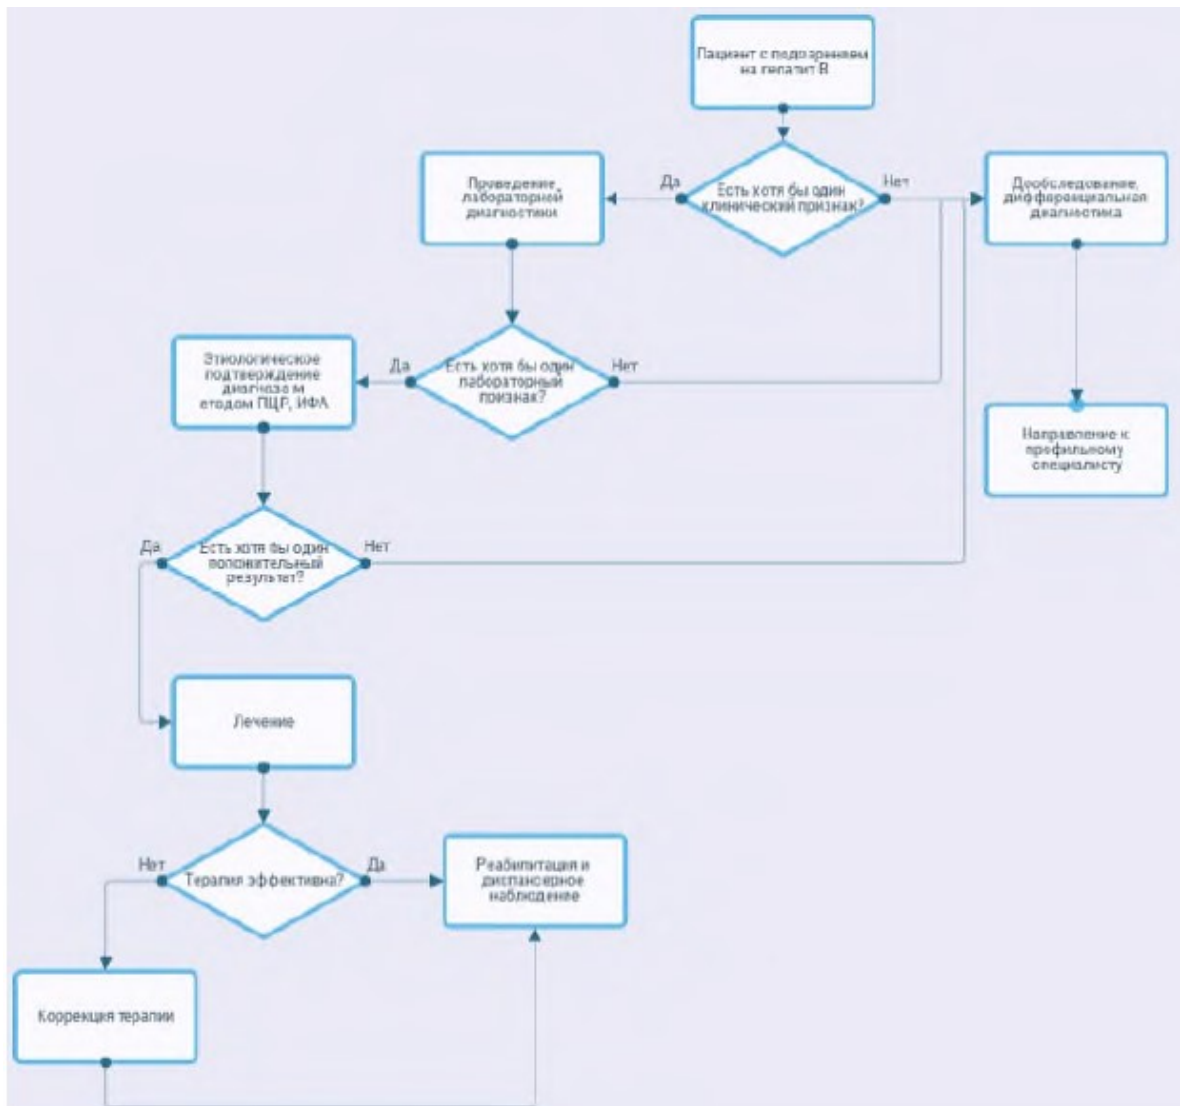 Пациент с подозрением
на гепатит В
Да
Есть хотя бы один
клинический признак?
Нет
Проведение
лабораторной
диагностики
Дообследование,
дифференциальная
диагностика
Да
Есть хотя бы один
лабораторный
признак?
Нет
Этиологическое
подтверждение
диагноза м
етодом ПЦР, ИФА
Направление к
профильному
специалисту
Да
Есть хотя бы один
положительный
результат?
Нет
Лечение
Нет
Терапия эффективна?
Да
Реабилитация и
диспансерное
наблюдение
Коррекция терапии